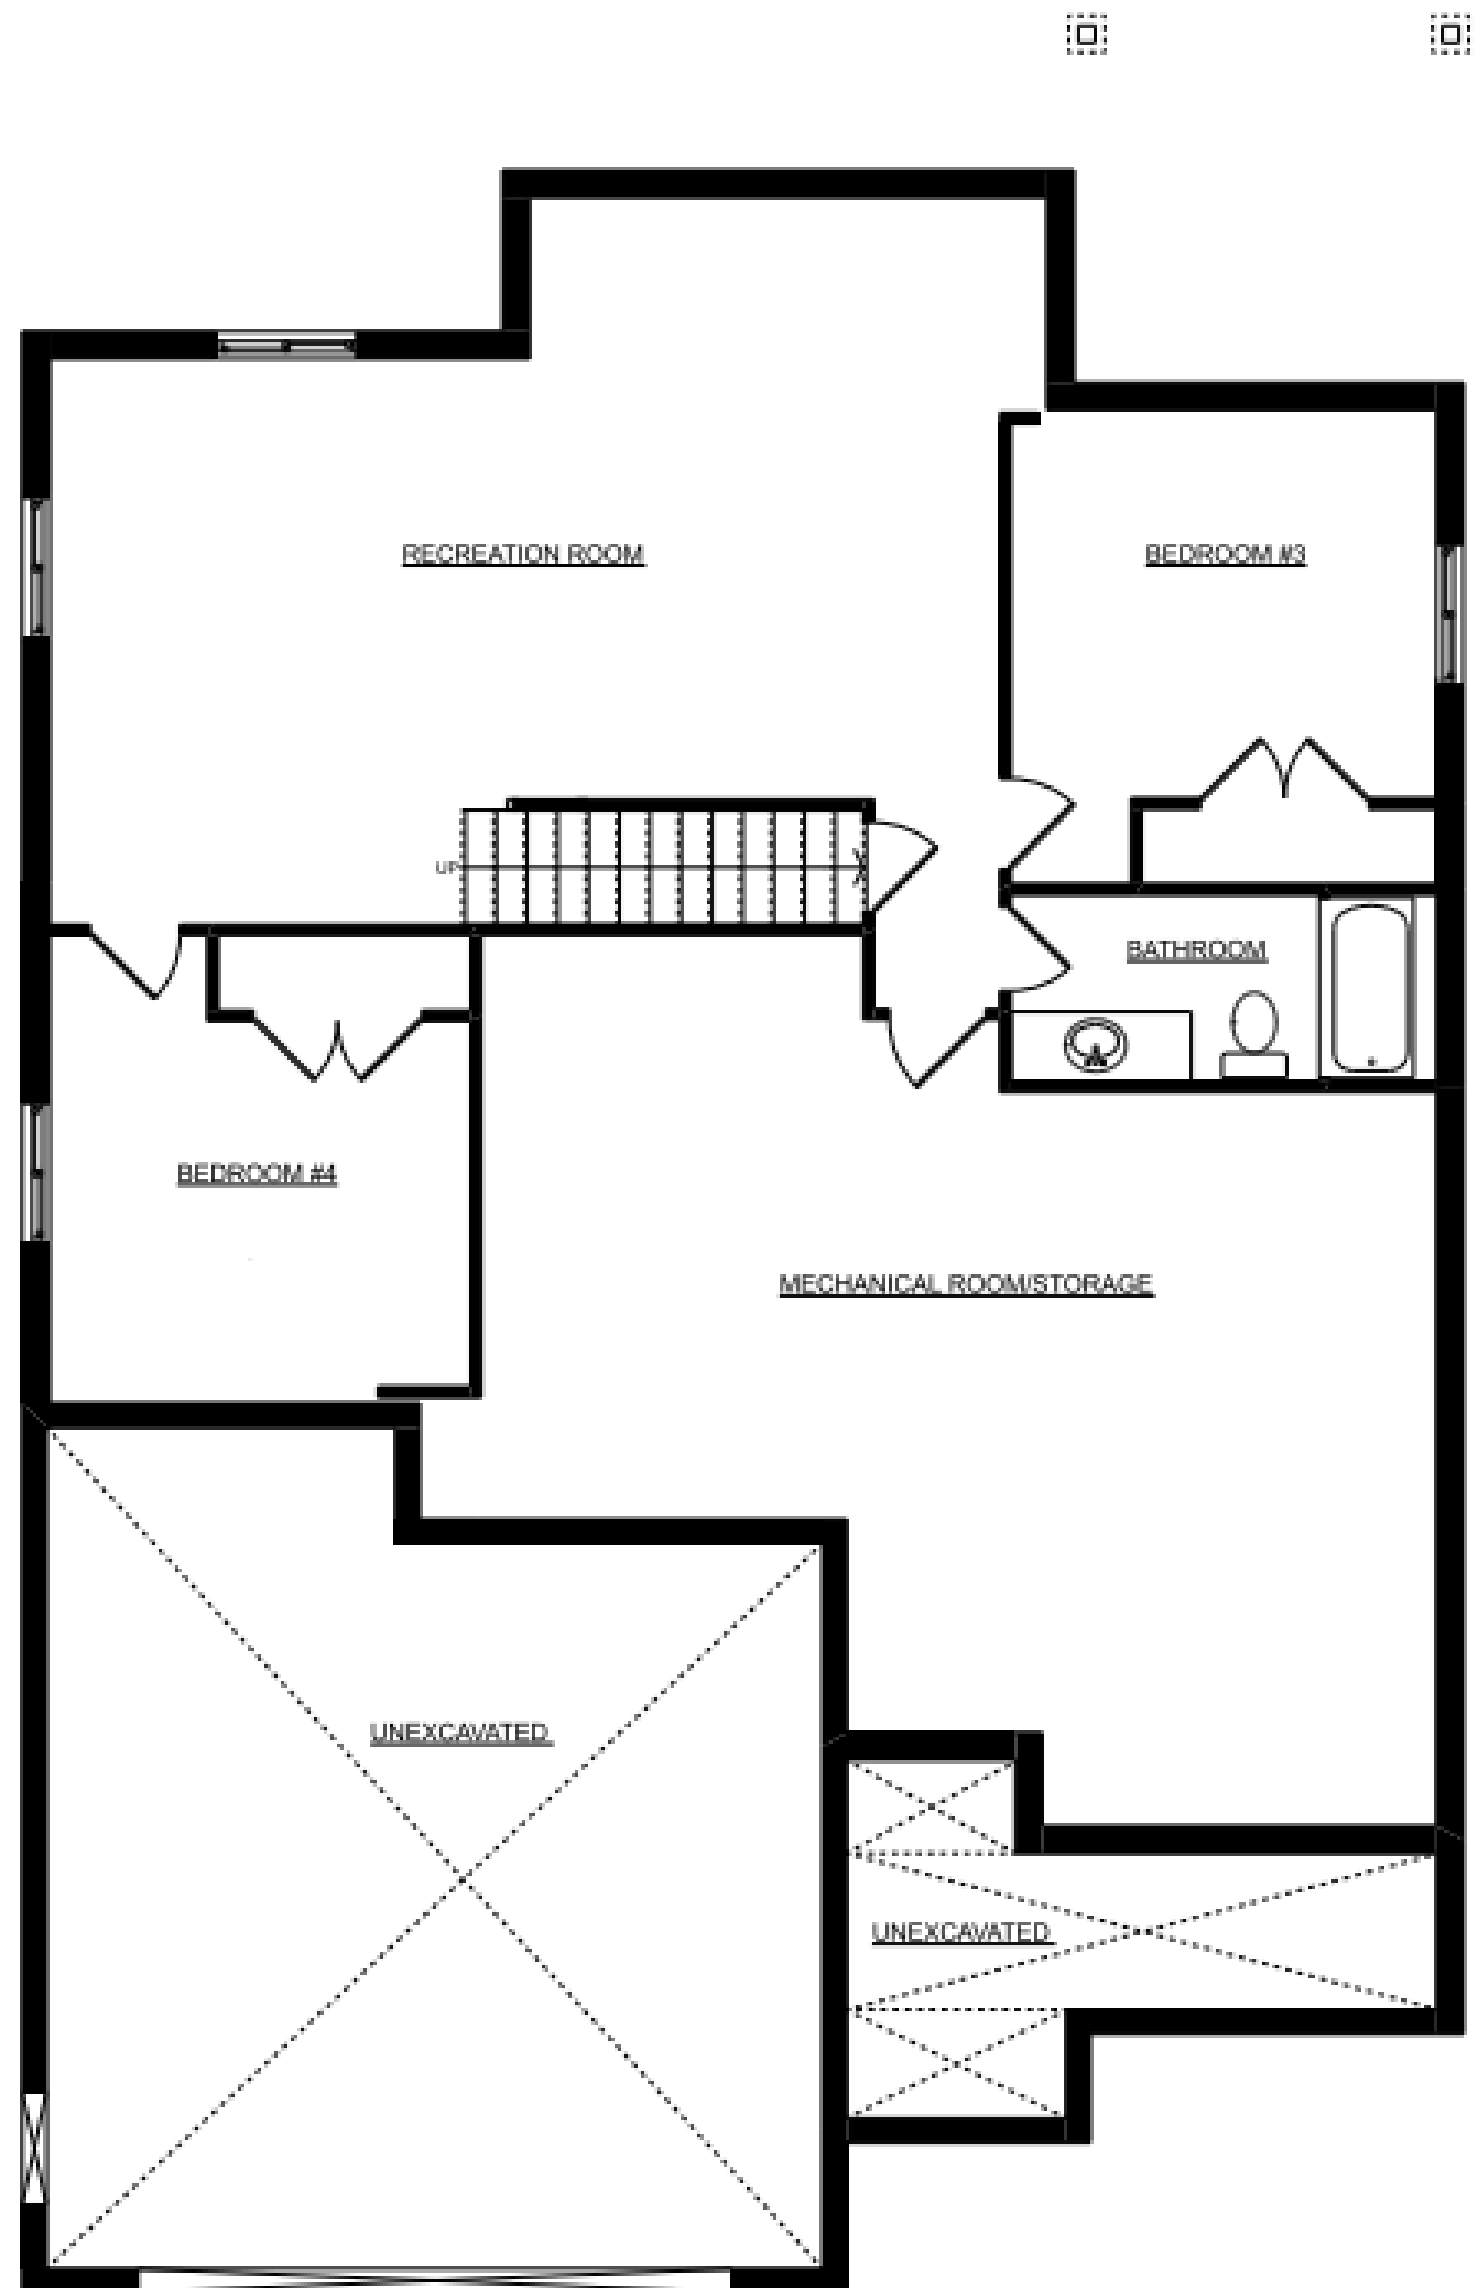 RECREATION ROOM
BEDROOM #3
UP
BATHROOM
BEDROOM #4
MECHANICAL ROOM/STORAGE
UNEXCAVATED
UNEXCAVATED